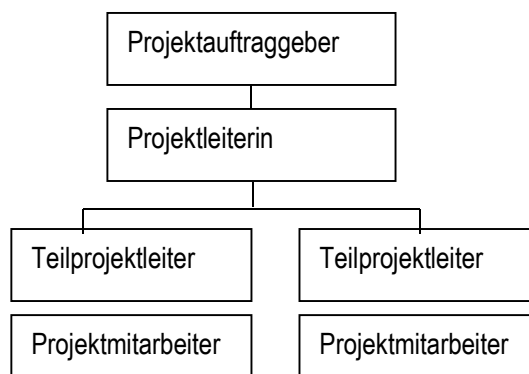 Projektauftraggeber
Projektleiterin
Teilprojektleiter
Teilprojektleiter
Projektmitarbeiter
Projektmitarbeiter